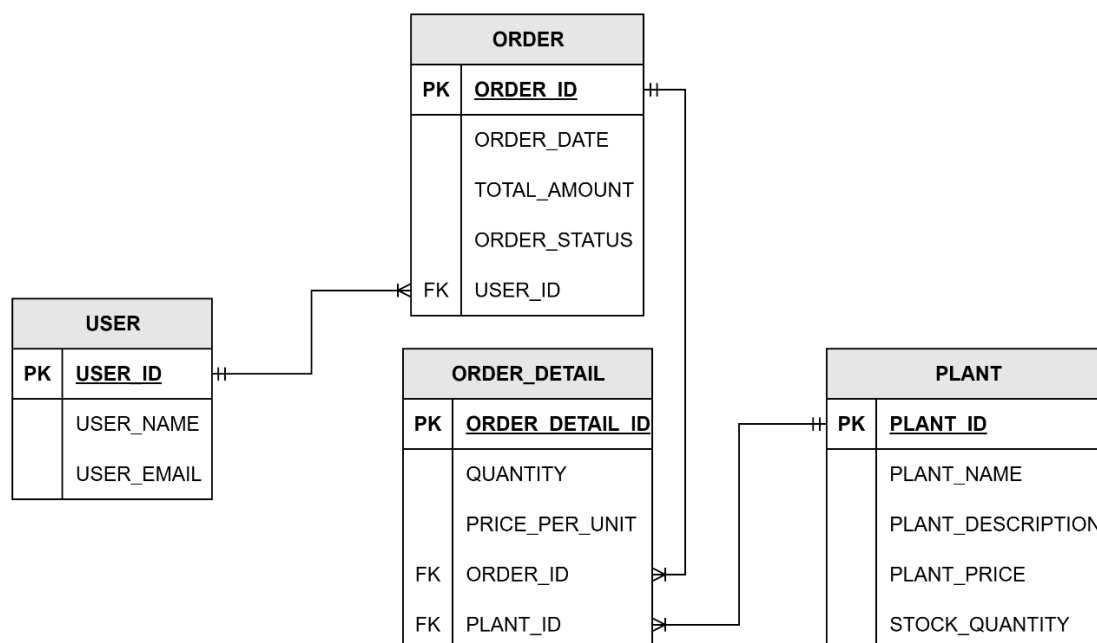 ORDER
PK ORDER_ID
ORDER_DATE
TOTAL_AMOUNT
ORDER_STATUS
FK USER_ID
USER
PK USER_ID
USER_NAME
USER_EMAIL
ORDER_DETAIL
PK ORDER_DETAIL_ID
QUANTITY
PRICE_PER_UNIT
FK ORDER_ID
FK PLANT_ID
PLANT
PK PLANT_ID
PLANT_NAME
PLANT_DESCRIPTION
PLANT_PRICE
STOCK_QUANTITY